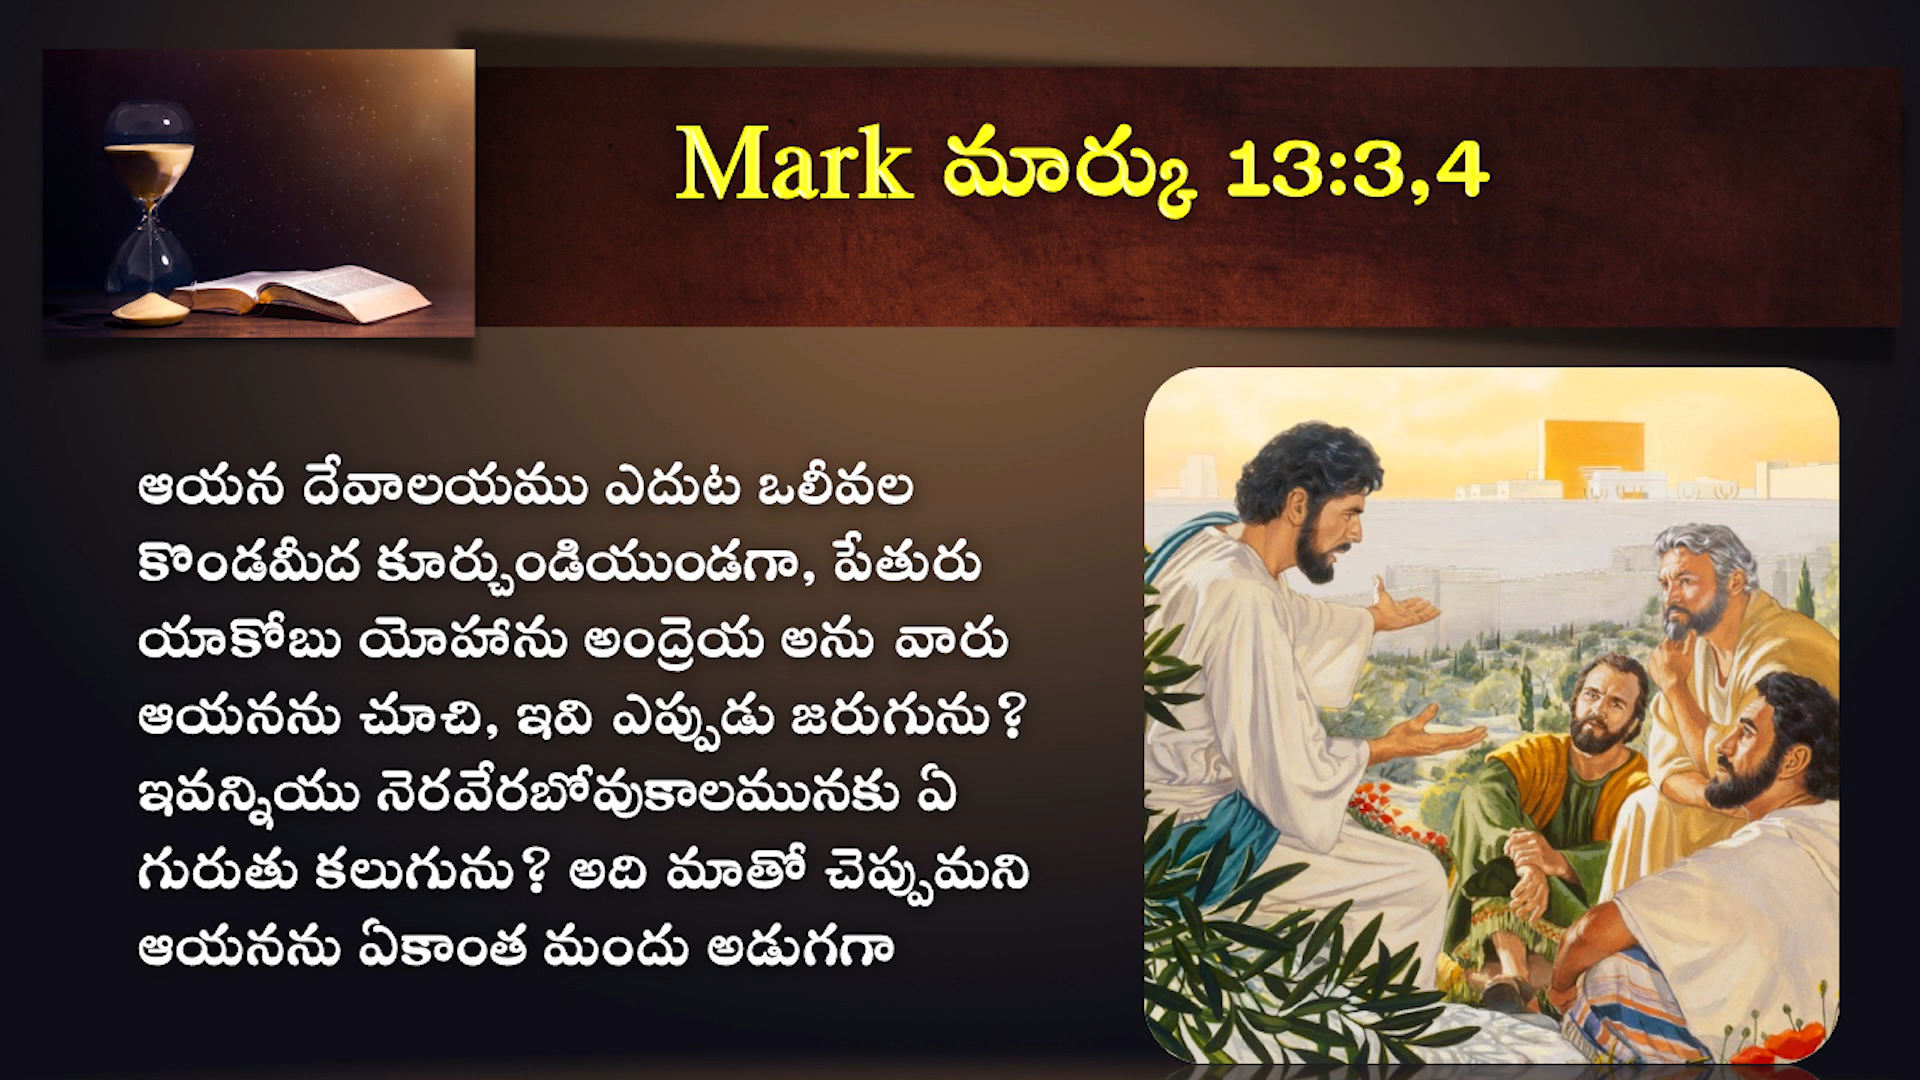 Mark మార్కు 13:3,4
ఆయన దేవాలయము ఎదుట ఒలీవల
కొండమీద కూర్చుండియుండగా, పేతురు
యాకోబు యోహాను అంద్రెయ అను వారు
ఆయనను చూచి, ఇవి ఎప్పుడు జరుగును?
ఇవన్నియు నెరవేరబోవుకాలమునకు ఏ
గురుతు కలుగును? అది మాతో చెప్పుమని
ఆయనను ఏకాంత మందు అడుగగా